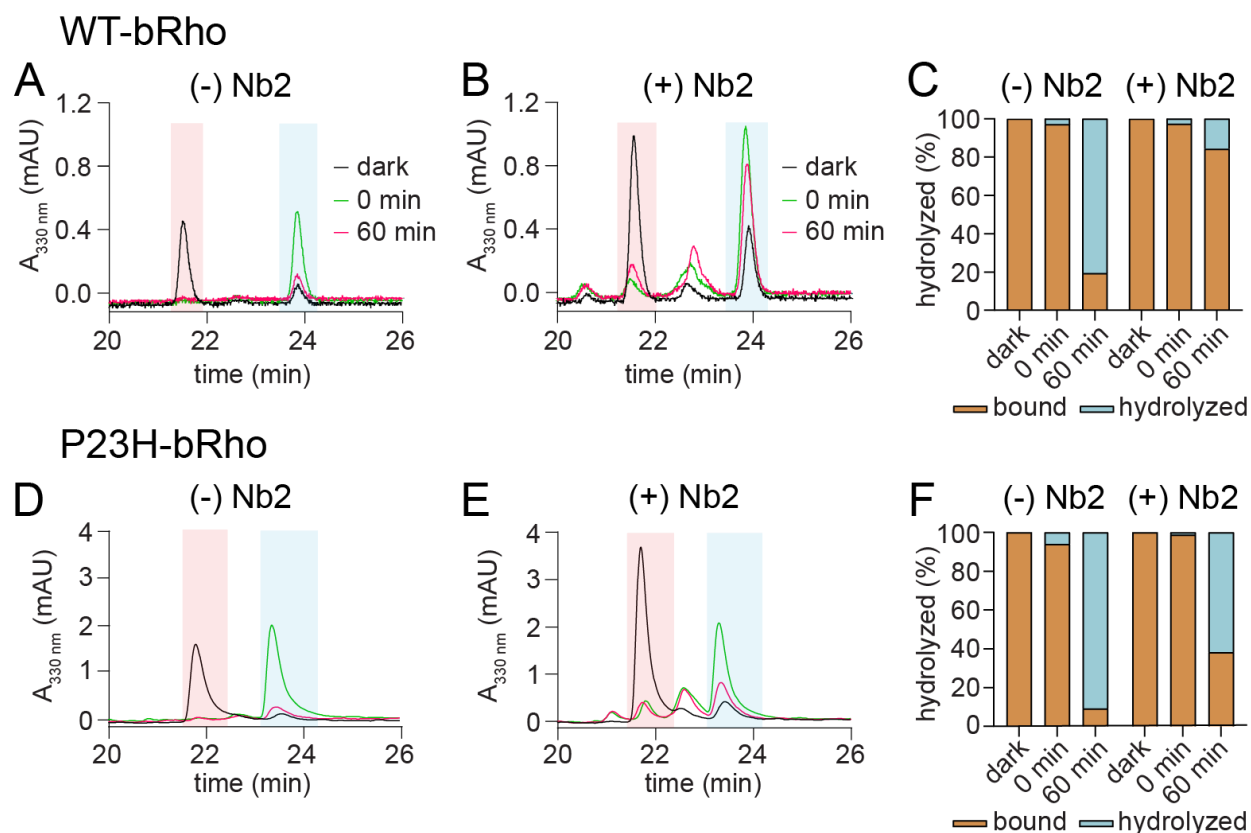 WT-bRho
A (-) Nb2
A330 nm (mAU)
1.2
0.8
0.4
0.0
dark
0 min
60 min
20 22 24 26
time (min)
B (+) Nb2
A330 nm (mAU)
1.2
0.8
0.4
0.0
dark
0 min
60 min
20 22 24 26
time (min)
C (-) Nb2 (+) Nb2
hydrolyzed (%)
100
80
60
40
20
0
dark 0 min 60 min dark 0 min 60 min
bound hydrolyzed
P23H-bRho
D (-) Nb2
A330 nm (mAU)
4
3
2
1
0
20 22 24 26
time (min)
E (+) Nb2
A330 nm (mAU)
4
3
2
1
0
20 22 24 26
time (min)
F (-) Nb2 (+) Nb2
hydrolyzed (%)
100
80
60
40
20
0
dark 0 min 60 min dark 0 min 60 min
bound hydrolyzed